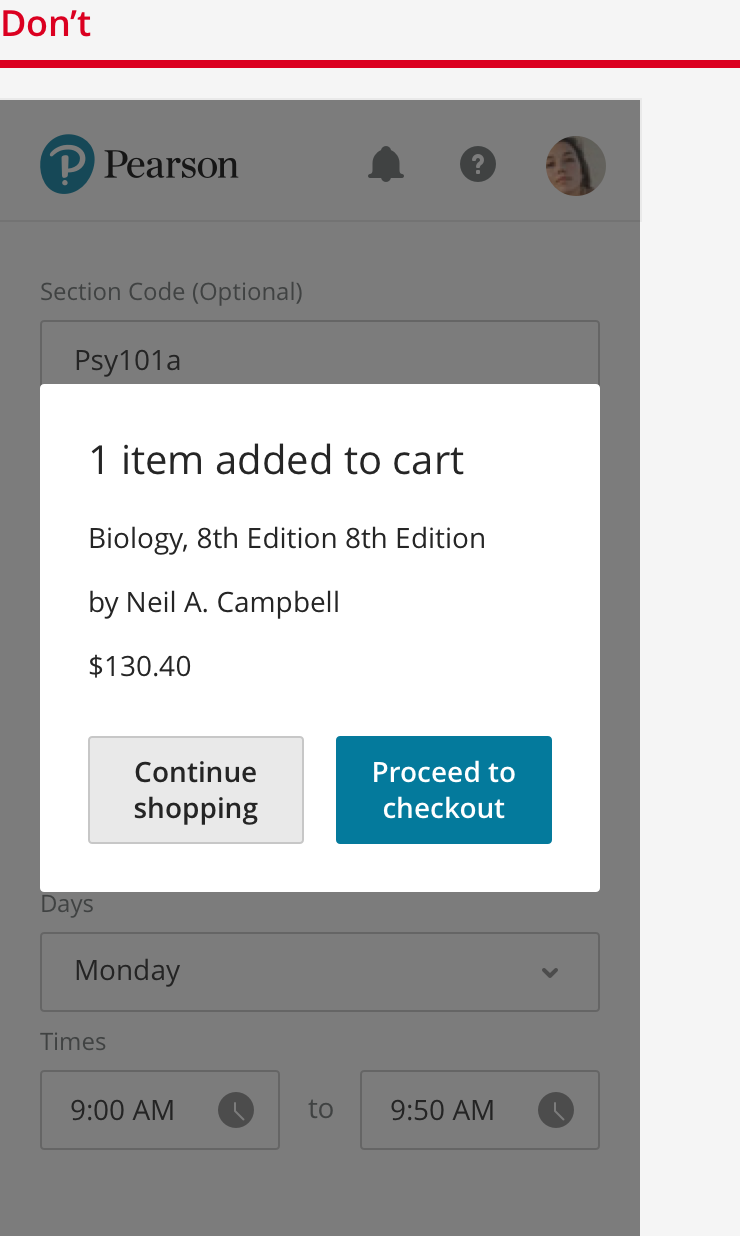 Don’t
Pearson
Section Code (Optional)
Psy101a
1 item added to cart
Biology, 8th Edition 8th Edition
by Neil A. Campbell
$130.40
Continue
shopping
Proceed to
checkout
Days
Monday
Times
9:00 AM to 9:50 AM